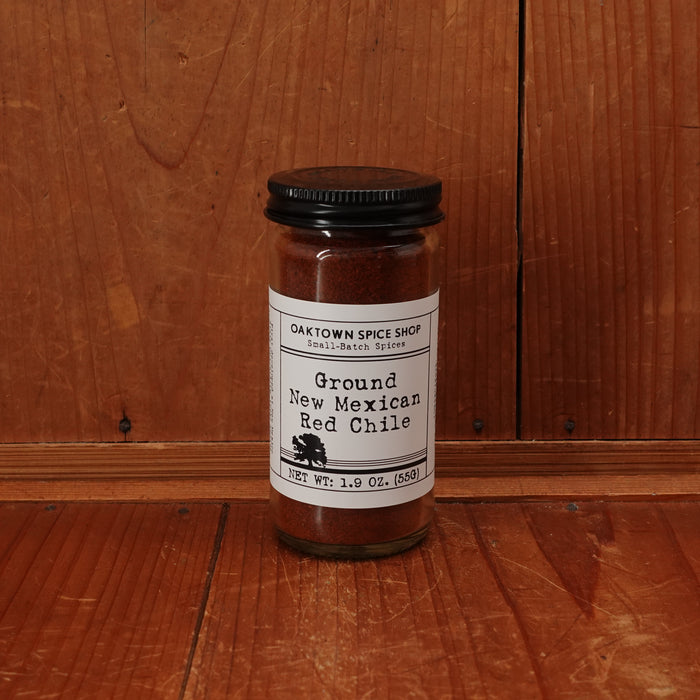 OAKTOWN SPICE SHOP
Small-Batch Spices
Ground
New Mexican
Red Chile
NET WT: 1.9 OZ. (55G)